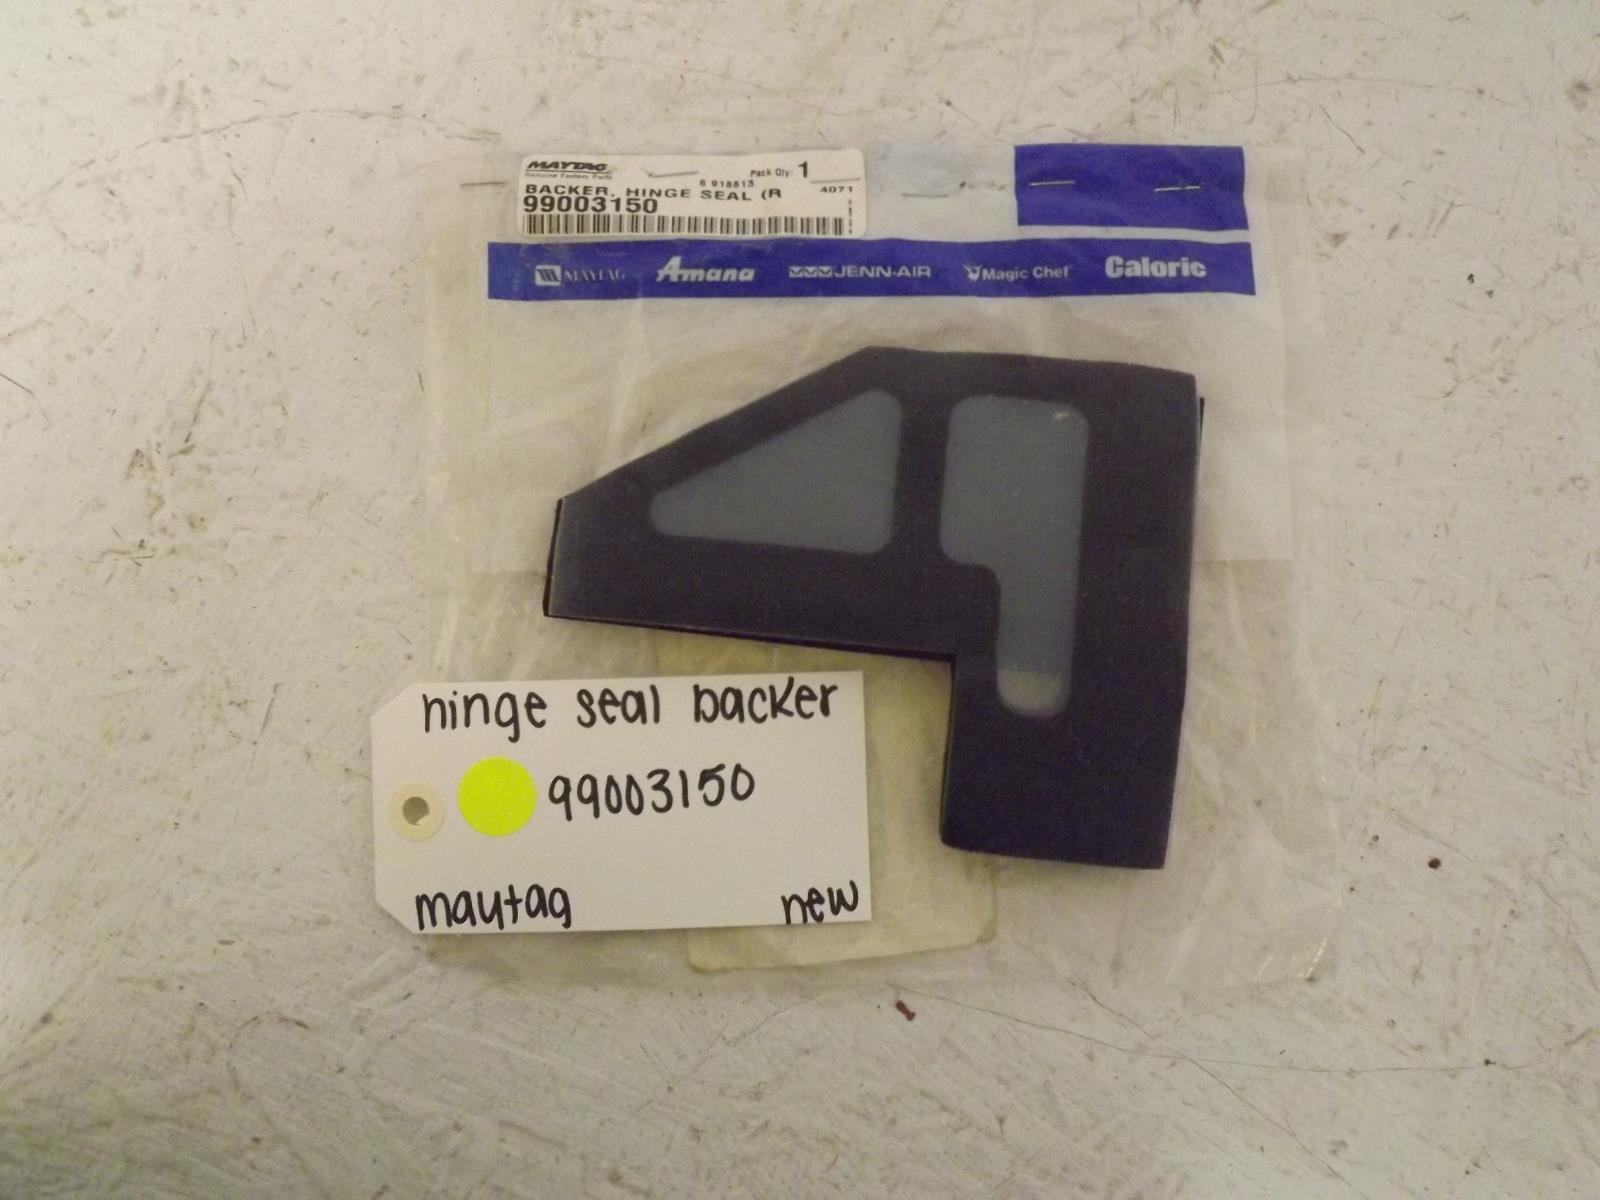 MAYTAG
Genuine Factory Parts
Pack Qty: 1
6 918813
4071
BACKER, HINGE SEAL (R
99003150
MAYTAG Amana JENN-AIR Magic Chef Caloric
hinge seal backer
99003150
maytag new